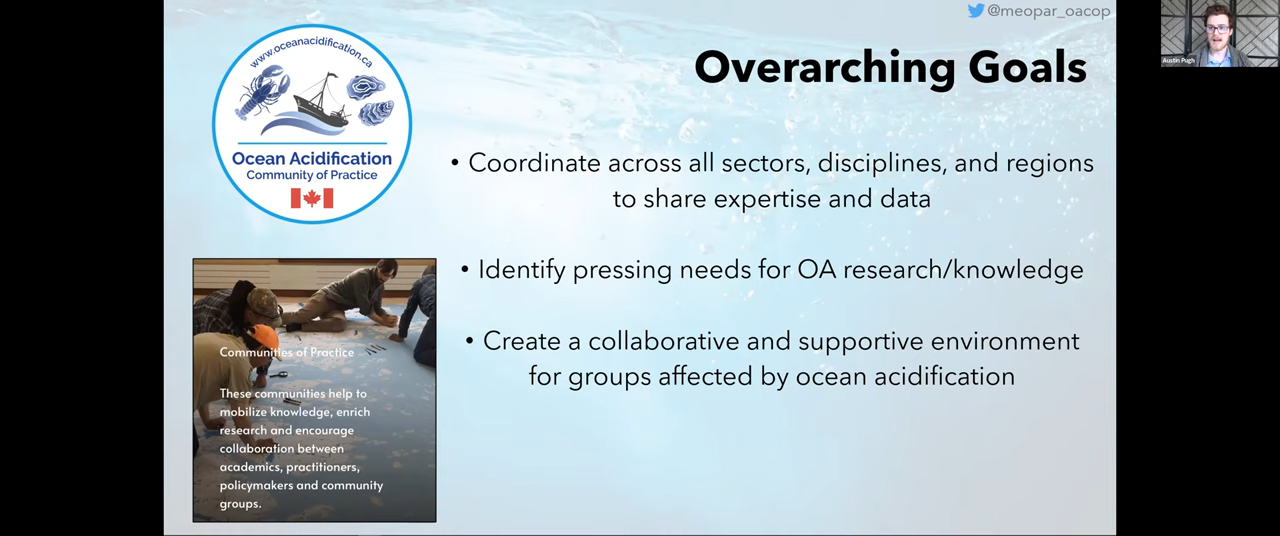 @meopar_oacop
Austin Pugh
www.oceanacidification.ca
Ocean Acidification
Community of Practice
Overarching Goals
• Coordinate across all sectors, disciplines, and regions
to share expertise and data
• Identify pressing needs for OA research/knowledge
• Create a collaborative and supportive environment
for groups affected by ocean acidification
Communities of Practice
These communities help to
mobilize knowledge, enrich
research and encourage
collaboration between
academics, practitioners,
policymakers and community
groups.